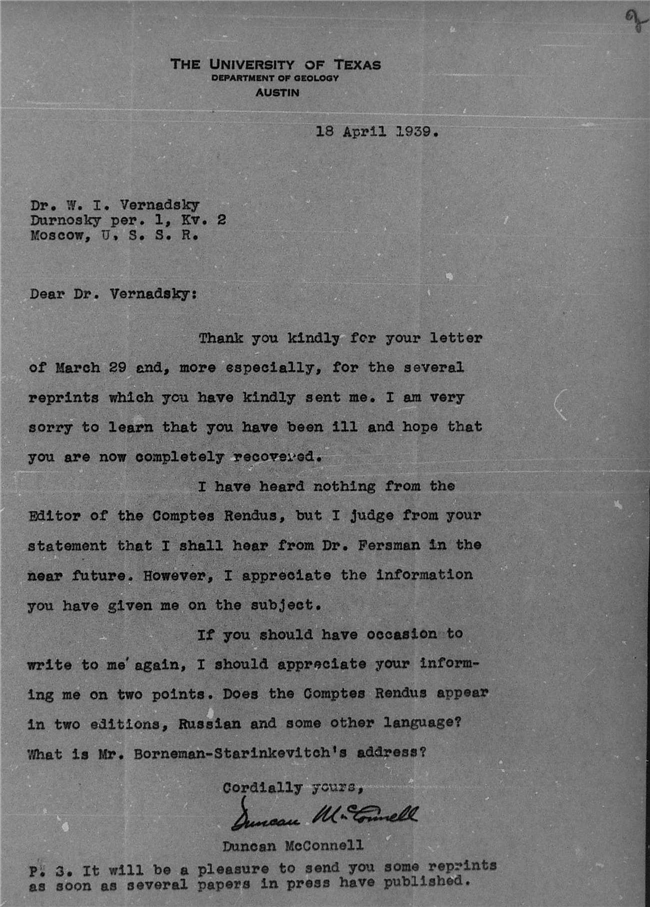 2
THE UNIVERSITY OF TEXAS
DEPARTMENT OF GEOLOGY
AUSTIN
18 April 1939.
Dr. W. I. Vernadsky
Durnosky per. 1, Kv. 2
Moscow, U. S. S. R.
Dear Dr. Vernadsky:
Thank you kindly for your letter
of March 29 and, more especially, for the several
reprints which you have kindly sent me. I am very
sorry to learn that you have been ill and hope that
you are now completely recovered.
I have heard nothing from the
Editor of the Comptes Rendus, but I judge from your
statement that I shall hear from Dr. Fersman in the
near future. However, I appreciate the information
you have given me on the subject.
If you should have occasion to
write to me again, I should appreciate your inform-
ing me on two points. Does the Comptes Rendus appear
in two editions, Russian and some other language?
What is Mr. Borneman-Starinkevitch's address?
Cordially yours,
Duncan McConnell
Duncan McConnell
P. S. It will be a pleasure to send you some reprints
as soon as several papers in press have published.